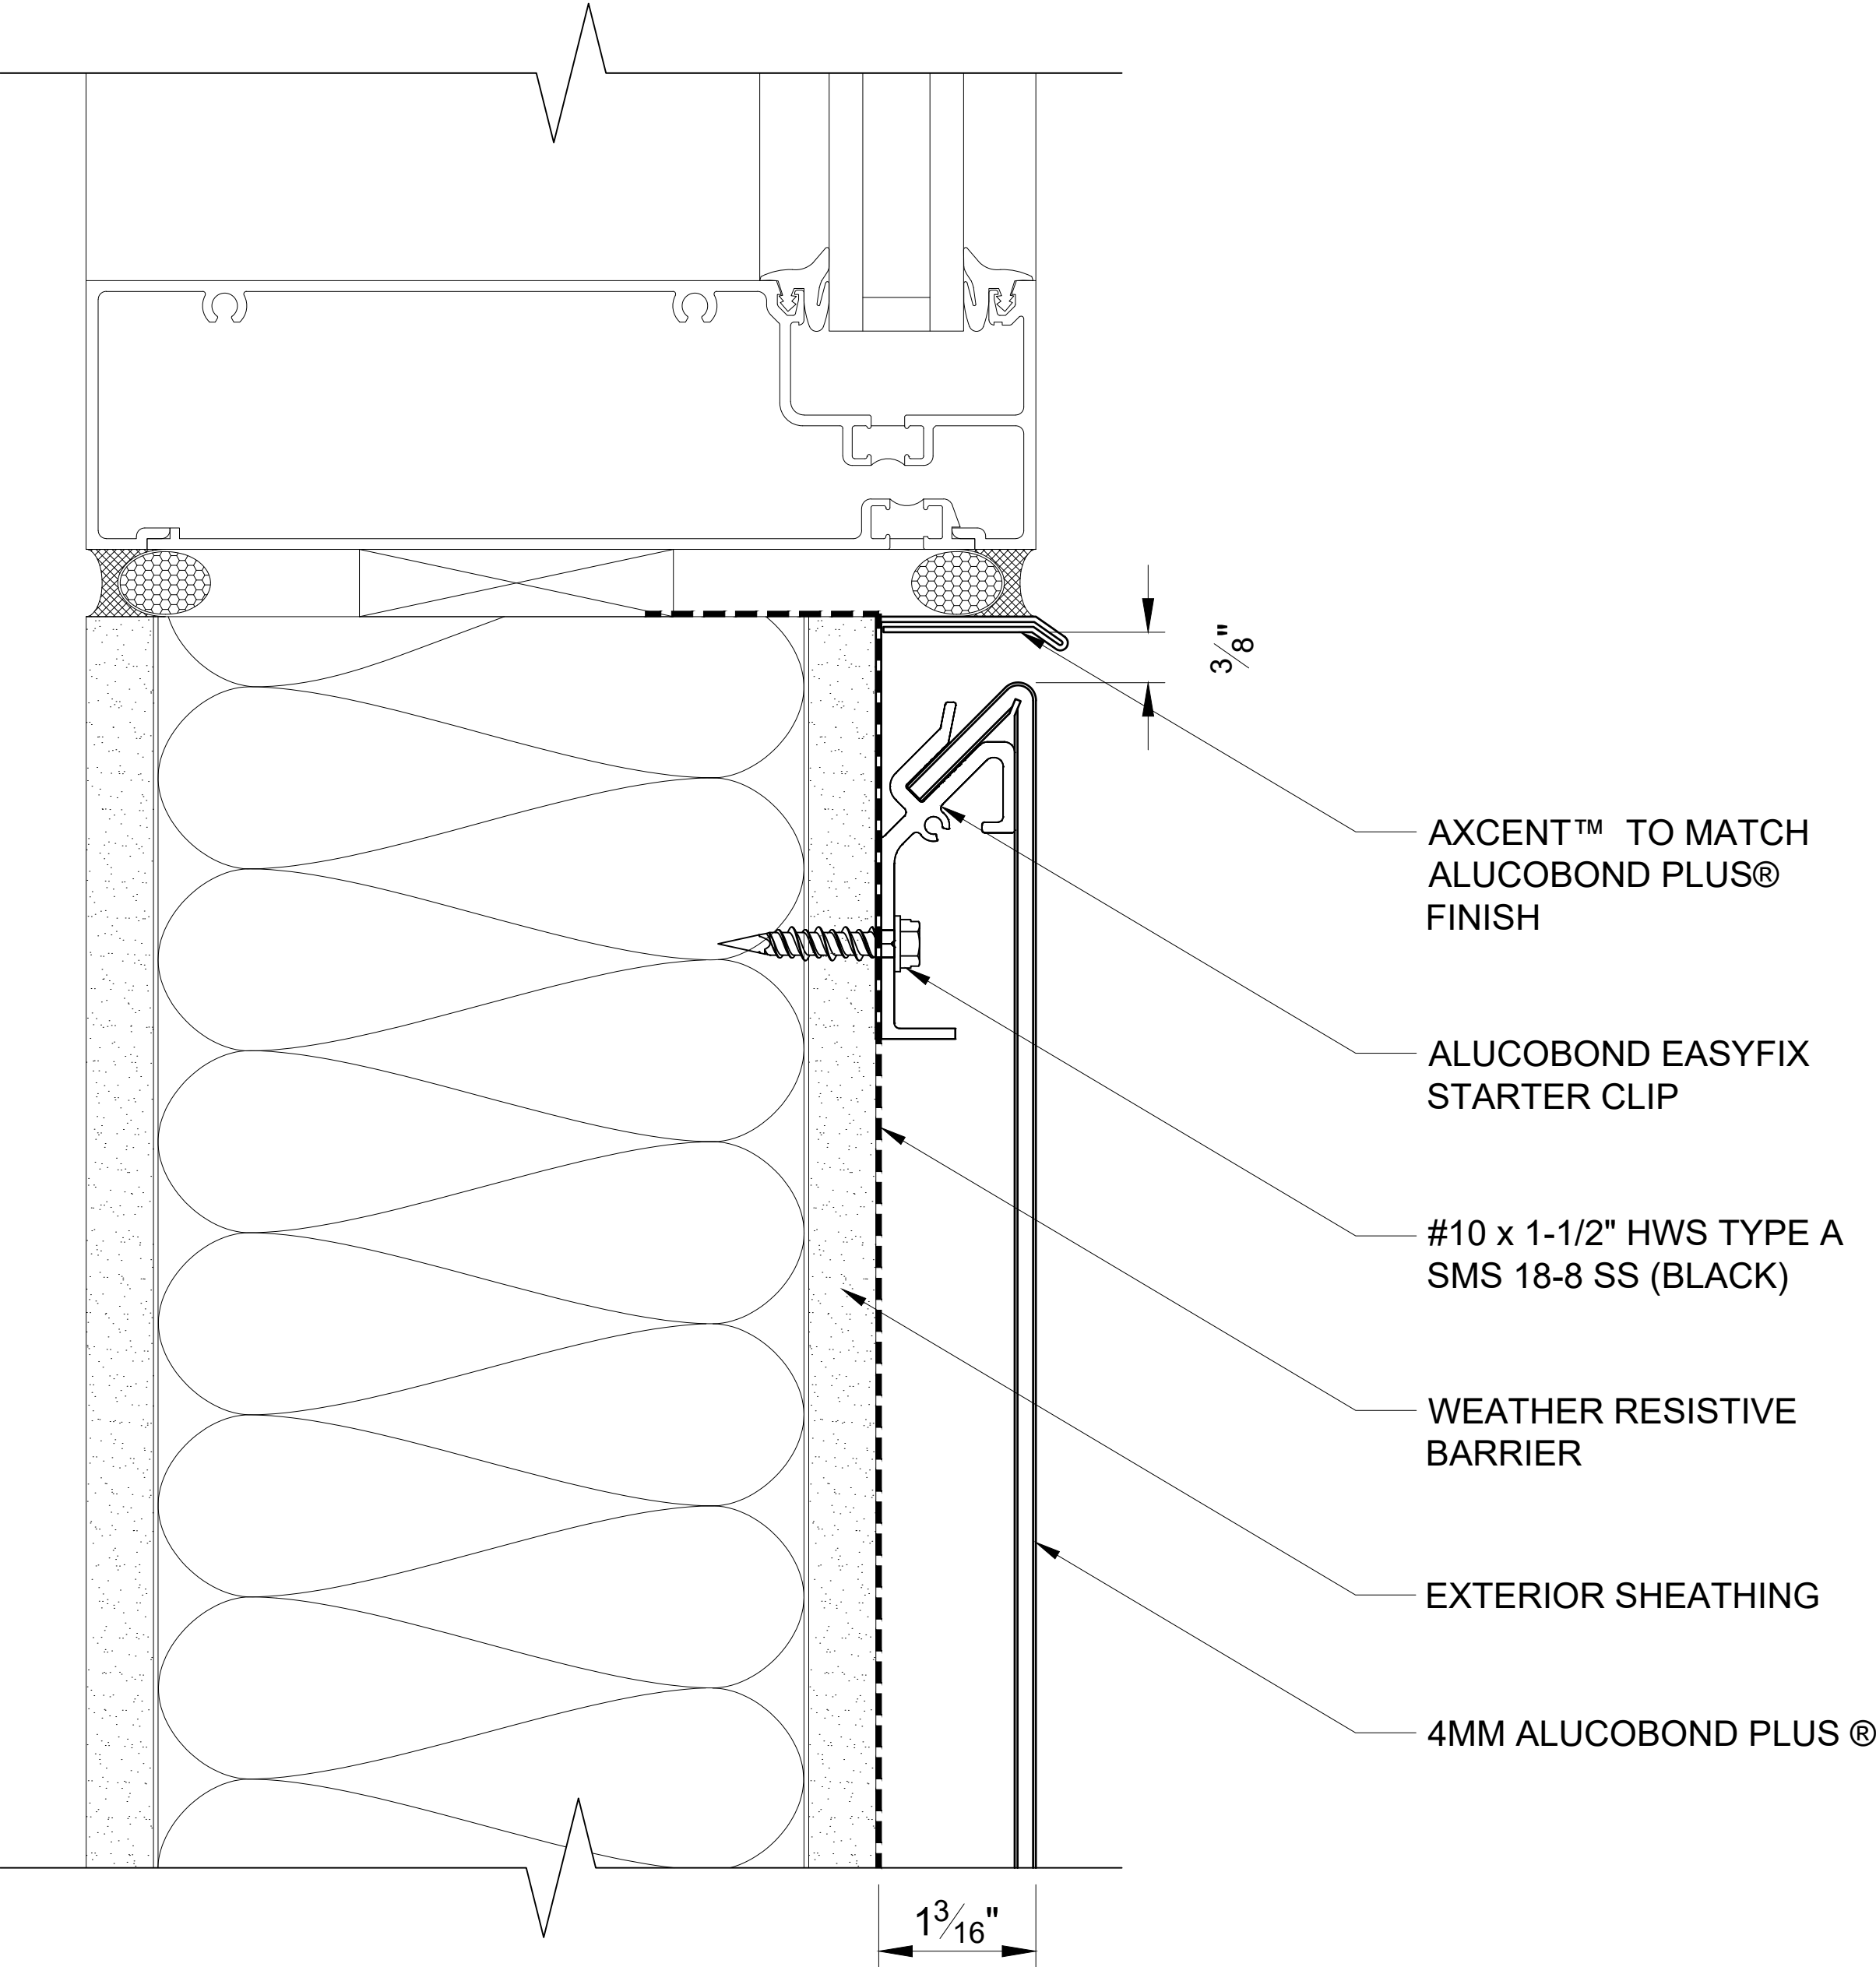 3/8"
AXCENT™ TO MATCH
ALUCOBOND PLUS®
FINISH
ALUCOBOND EASYFIX
STARTER CLIP
#10 x 1-1/2" HWS TYPE A
SMS 18-8 SS (BLACK)
WEATHER RESISTIVE
BARRIER
EXTERIOR SHEATHING
4MM ALUCOBOND PLUS ®
1 3/16"